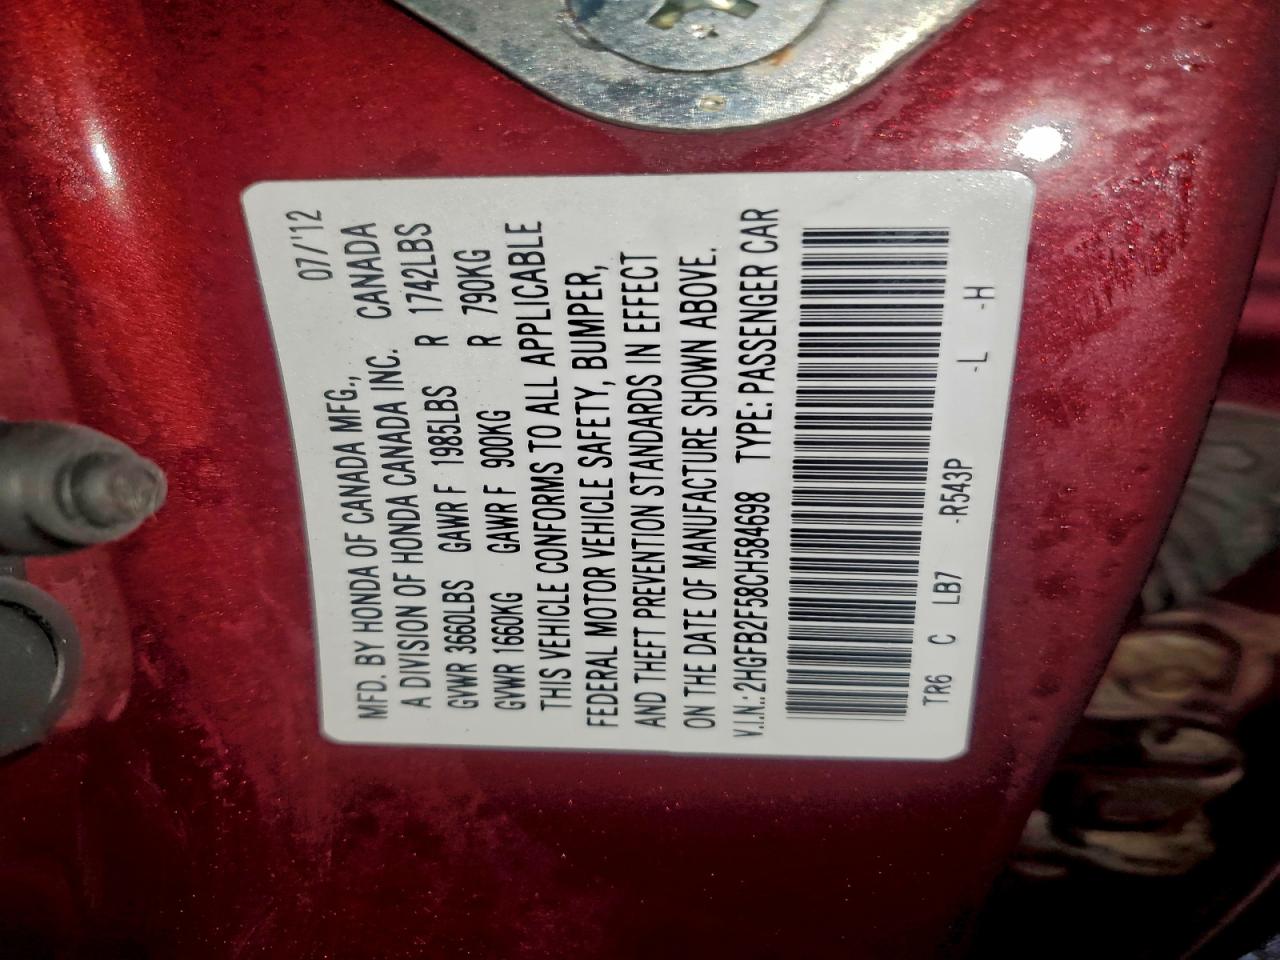 07/'12
MFD. BY HONDA OF CANADA MFG.,
A DIVISION OF HONDA CANADA INC. CANADA
GVWR 3660LBS GAWR F 1985LBS R 1742LBS
GVWR 1660KG GAWR F 900KG R 790KG
THIS VEHICLE CONFORMS TO ALL APPLICABLE
FEDERAL MOTOR VEHICLE SAFETY, BUMPER,
AND THEFT PREVENTION STANDARDS IN EFFECT
ON THE DATE OF MANUFACTURE SHOWN ABOVE.
V.I.N.: 2HGFB2F58CH584698 TYPE: PASSENGER CAR
TR6 C LB7 -R543P -L -H